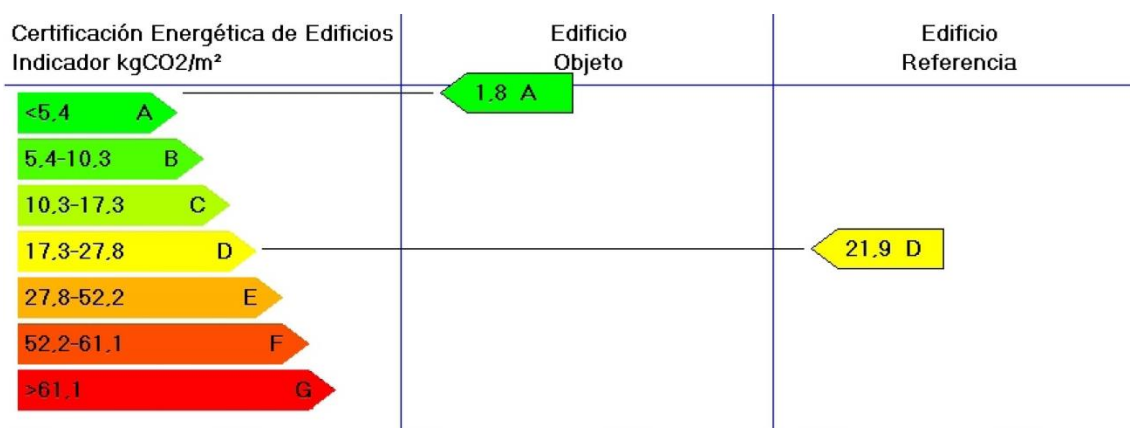 Certificación Energética de Edificios
Indicador kgCO2/m²
Edificio
Objeto
Edificio
Referencia
<5,4 A
1,8 A
5,4-10,3 B
10,3-17,3 C
17,3-27,8 D
21,9 D
27,8-52,2 E
52,2-61,1 F
>61,1 G